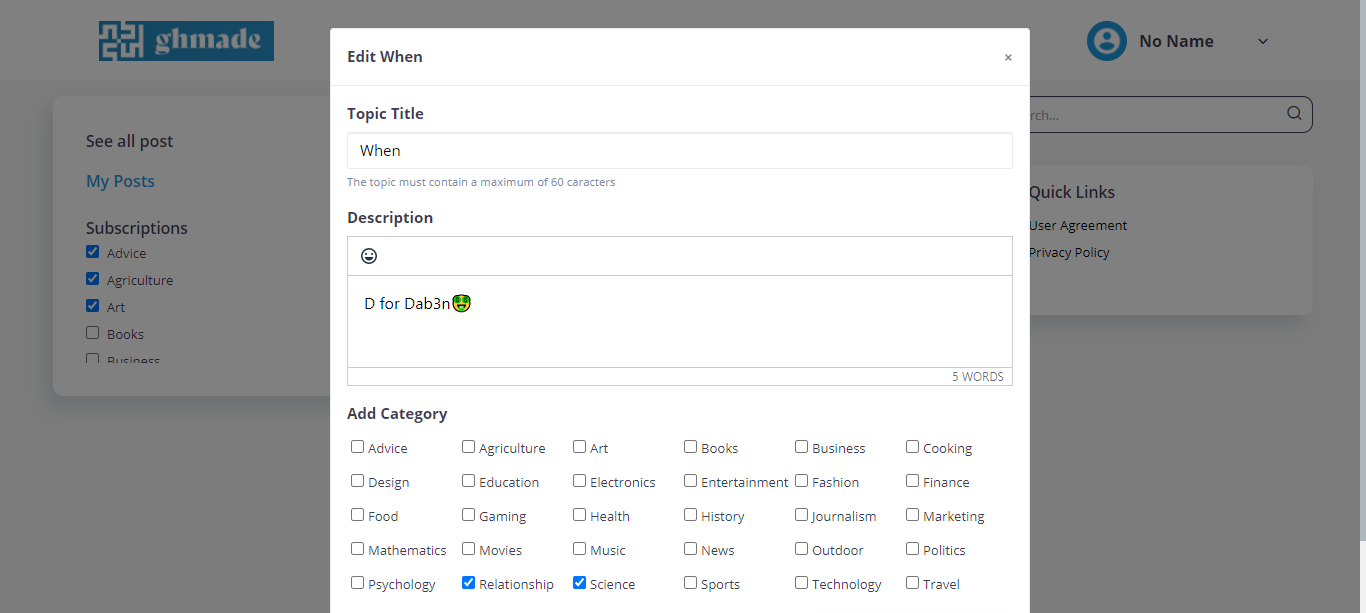 ghmade
No Name
Edit When
×
Topic Title
When
The topic must contain a maximum of 60 caracters
Description
D for Dab3n🤑
5 WORDS
Add Category
Advice Agriculture Art Books Business Cooking
Design Education Electronics Entertainment Fashion Finance
Food Gaming Health History Journalism Marketing
Mathematics Movies Music News Outdoor Politics
Psychology Relationship Science Sports Technology Travel
See all post
My Posts
Subscriptions
Advice
Agriculture
Art
Books
Business
rch...
Quick Links
User Agreement
Privacy Policy